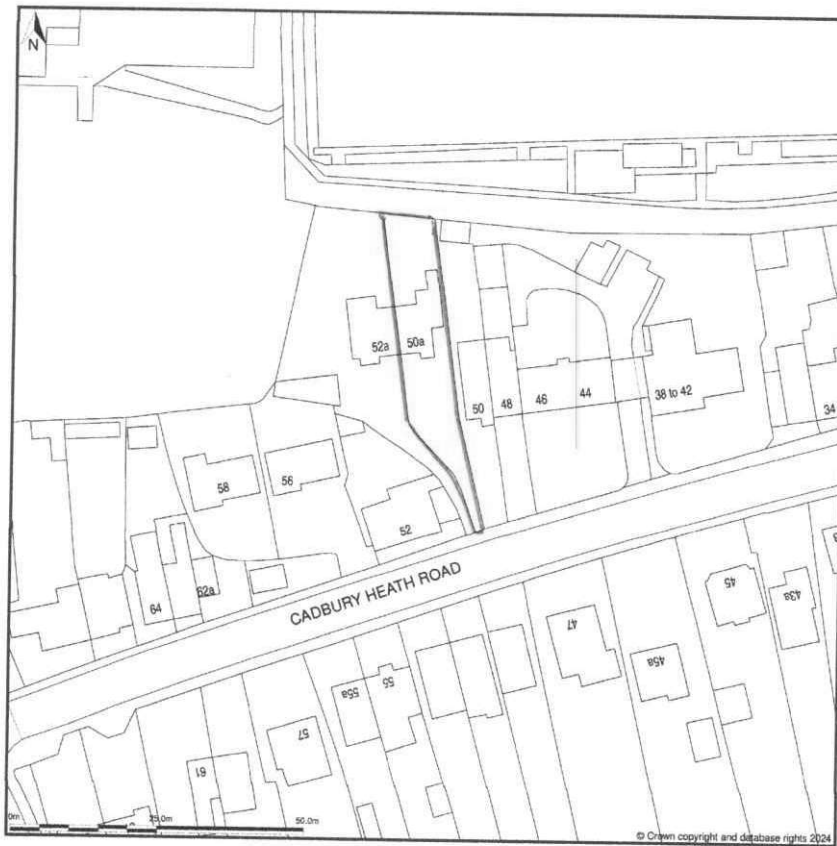 N
52a
50a
50
48
46
44
38 to 42
34
58
56
52
64
62a
CADBURY HEATH ROAD
45
43a
47
45a
55
55a
57
61
0m
25.0m
50.0m
© Crown copyright and database rights 2024